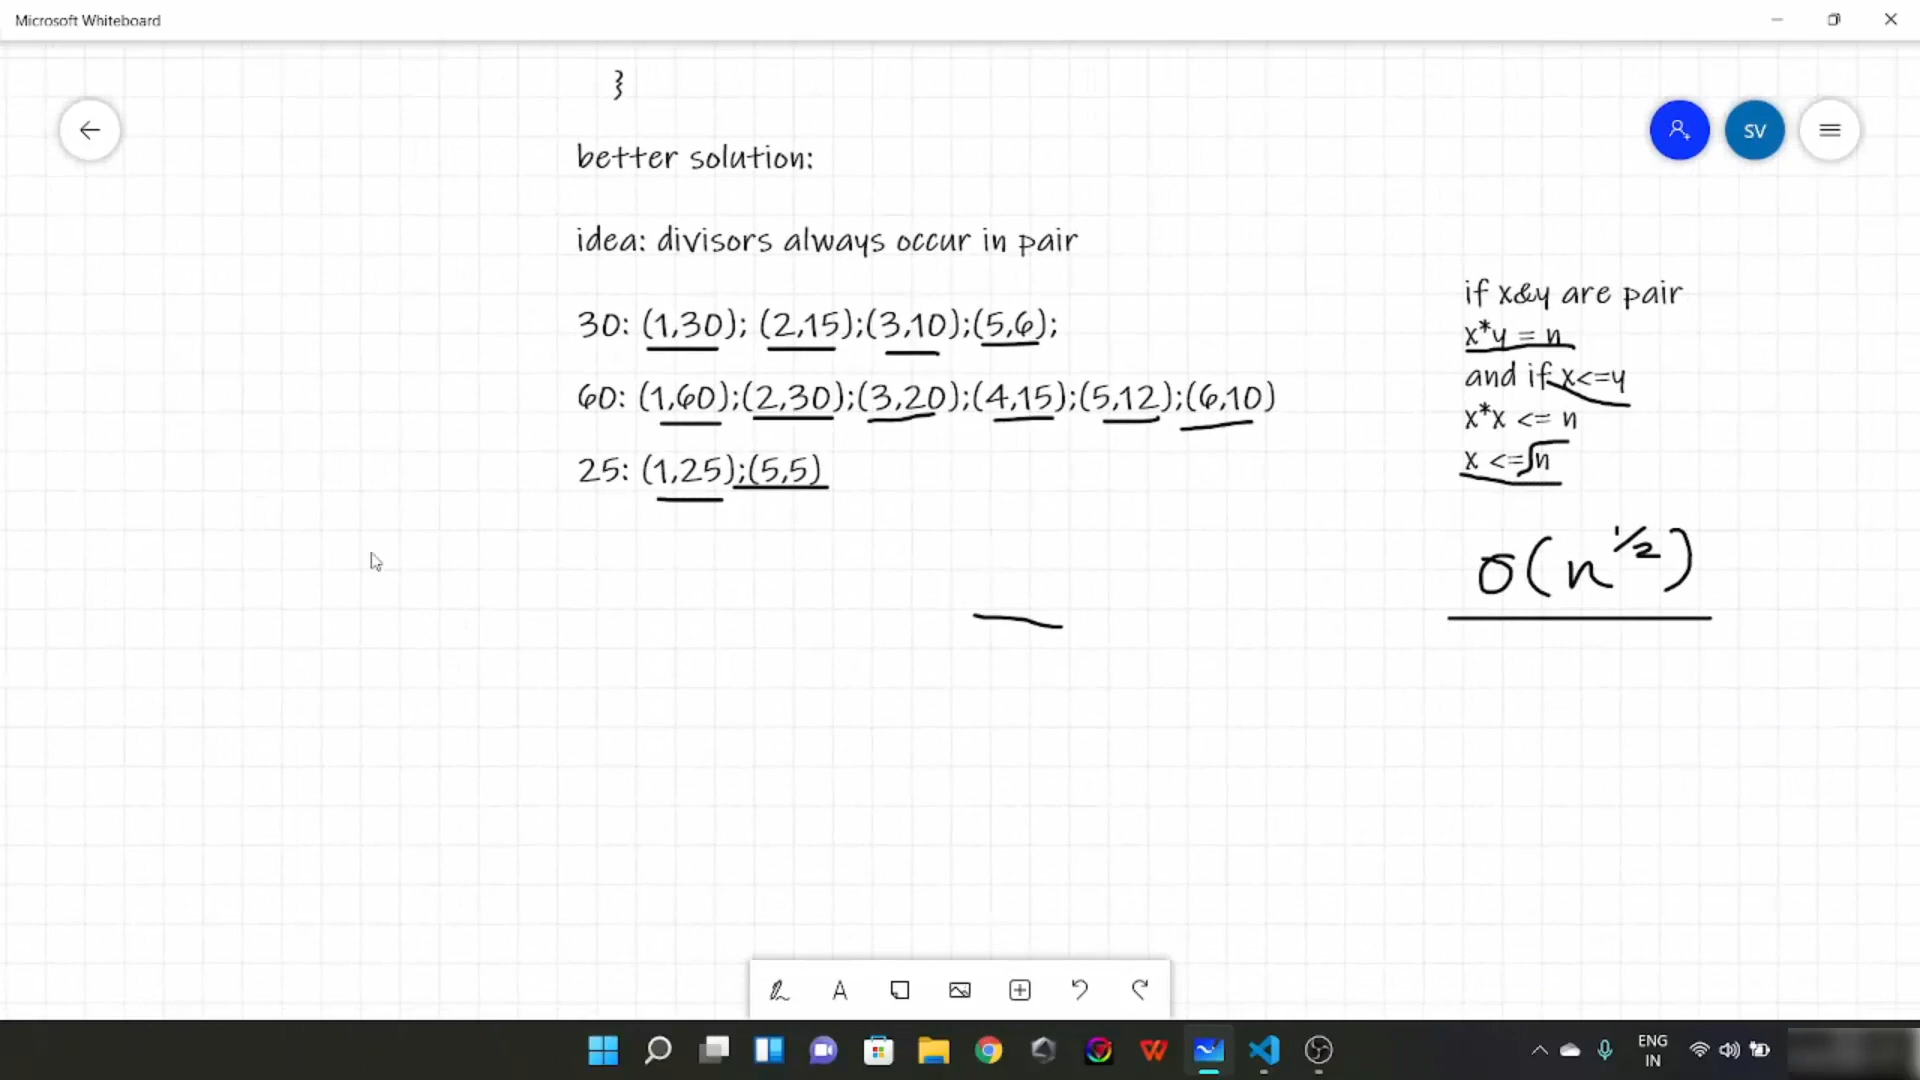 Microsoft Whiteboard
}
SV
better solution:
idea: divisors always occur in pair
30: (1,30); (2,15);(3,10);(5,6);
60: (1,60);(2,30);(3,20);(4,15);(5,12);(6,10)
25: (1,25);(5,5)
if x&y are pair
x*y = n
and if x<=y
x*x <= n
x <=√n
O(n^1/2)
A
ENG
IN